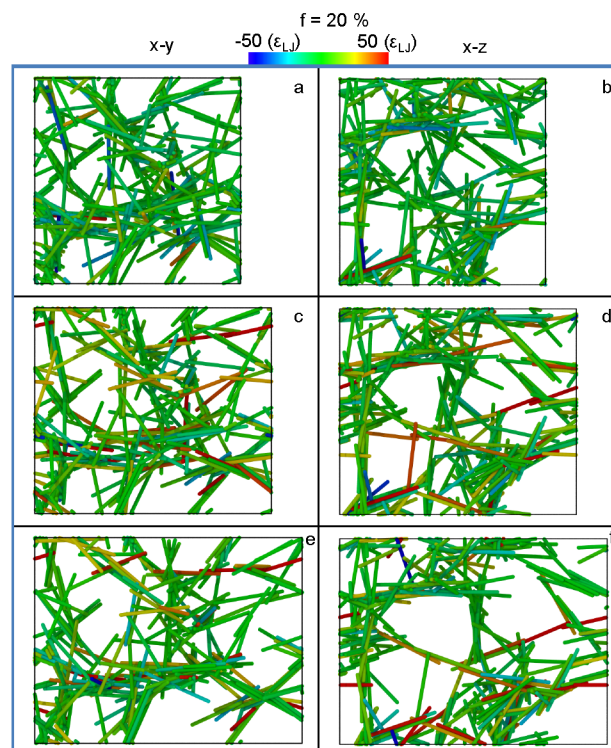 f = 20 %
x-y
-50 (ε_LJ)
50 (ε_LJ)
x-z
a
b
c
d
e
f